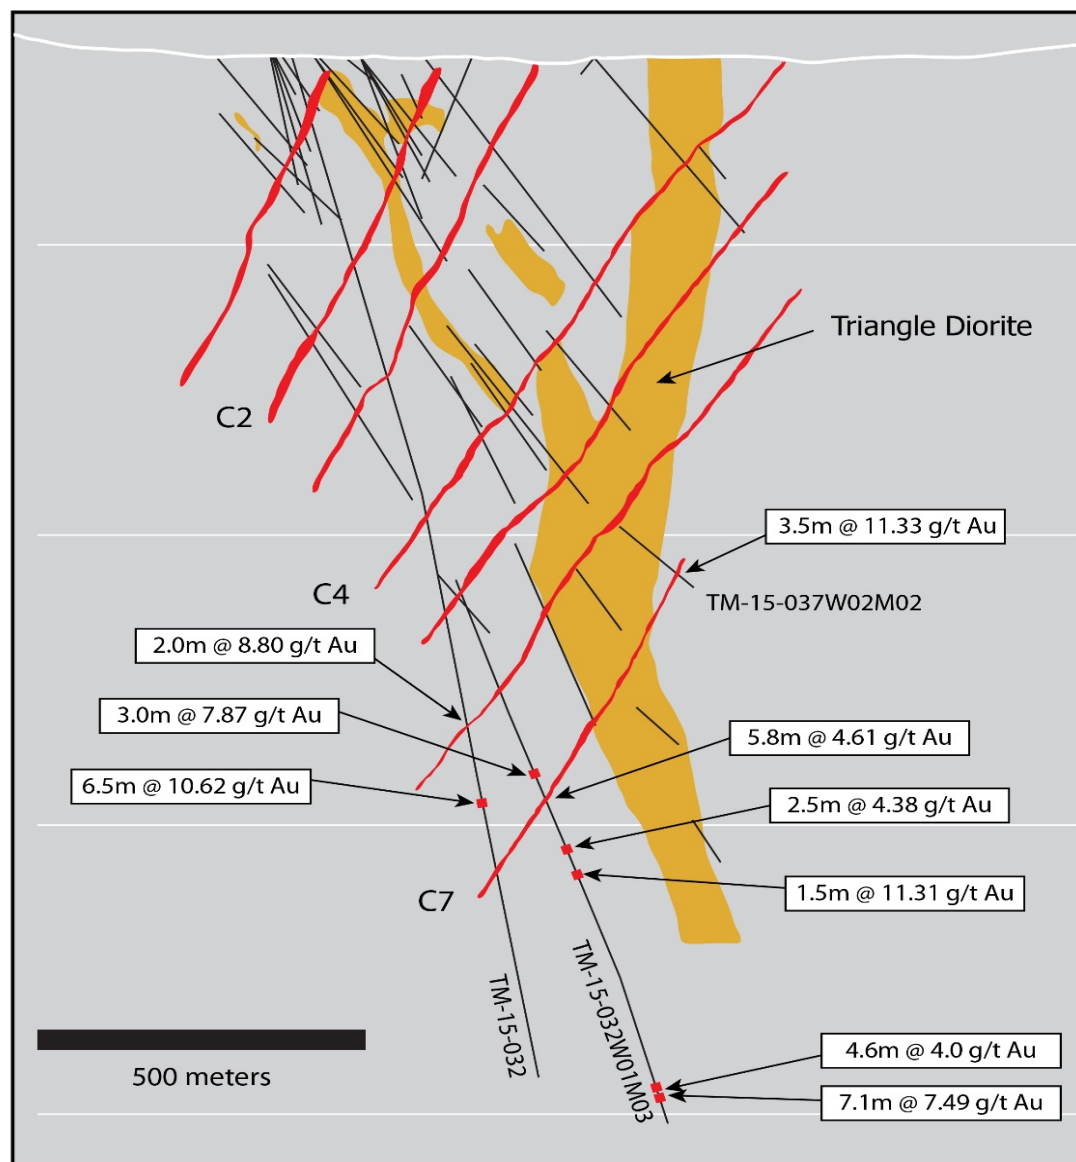 Triangle Diorite
C2
3.5m @ 11.33 g/t Au
C4
TM-15-037W02M02
2.0m @ 8.80 g/t Au
3.0m @ 7.87 g/t Au
5.8m @ 4.61 g/t Au
6.5m @ 10.62 g/t Au
2.5m @ 4.38 g/t Au
C7
1.5m @ 11.31 g/t Au
TM-15-032
TM-15-032W01M03
500 meters
4.6m @ 4.0 g/t Au
7.1m @ 7.49 g/t Au